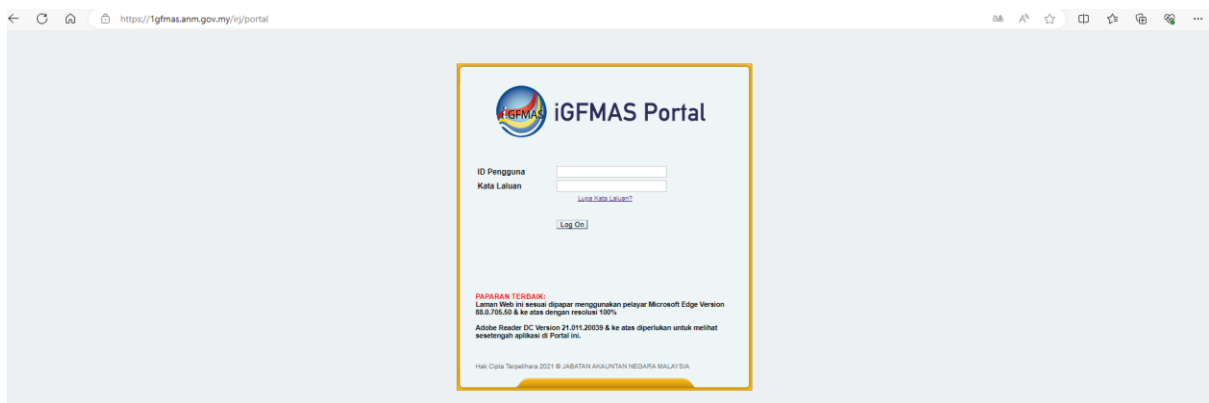 https://1gfmas.anm.gov.my/irj/portal
iGFMAS
iGFMAS Portal
ID Pengguna
Kata Laluan
Lupa Kata Laluan?
Log On
PAPARAN TERBAIK:
Laman Web ini sesuai dipapar menggunakan pelayar Microsoft Edge Version
88.0.705.50 & ke atas dengan resolusi 100%
Adobe Reader DC Version 21.011.20039 & ke atas diperlukan untuk melihat
sesetengah aplikasi di Portal ini.
Hak Cipta Terpelihara 2021 © JABATAN AKAUNTAN NEGARA MALAYSIA